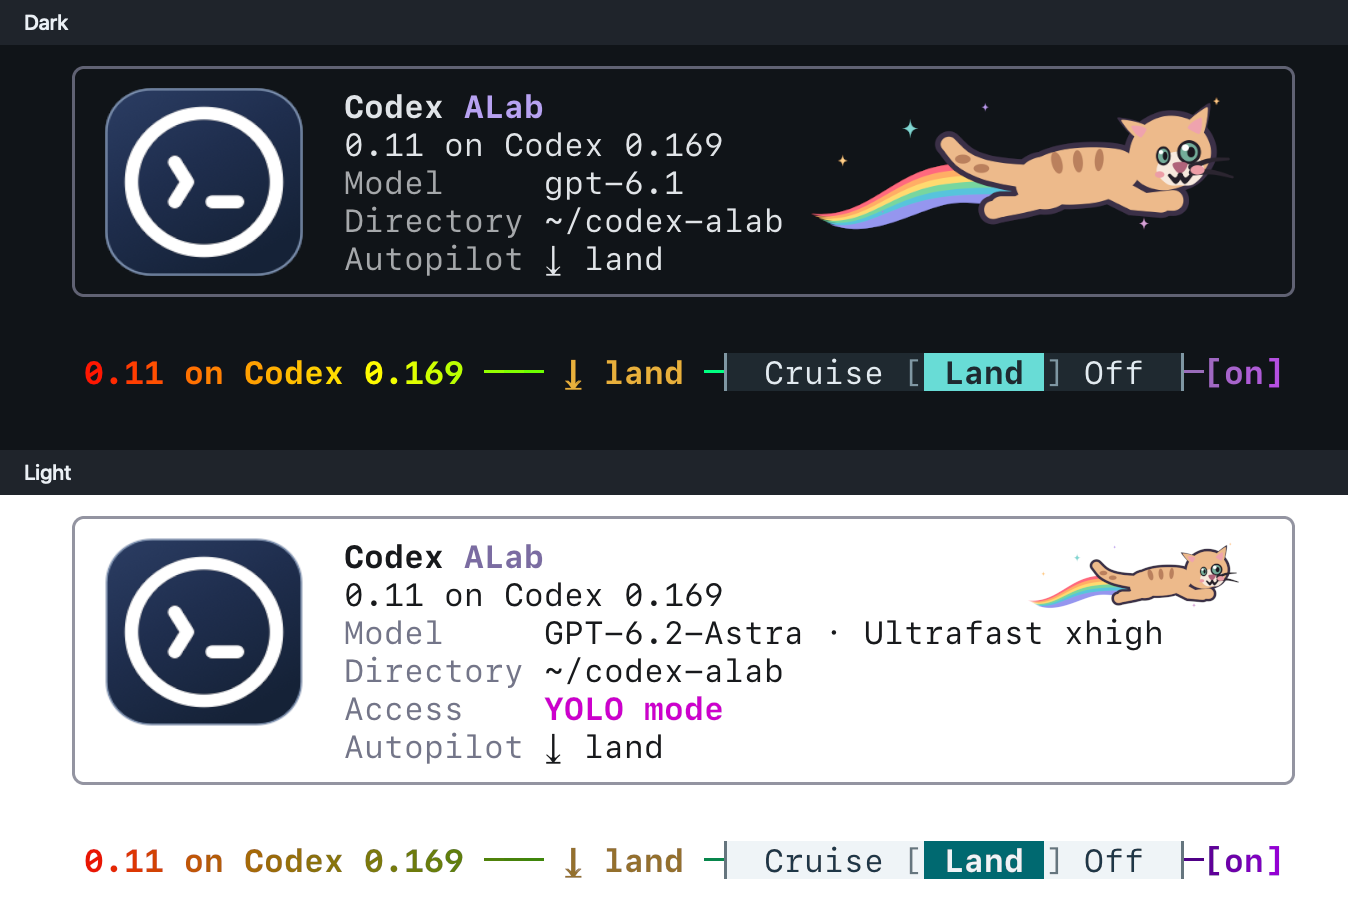 Dark
Codex ALab
0.11 on Codex 0.169
Model gpt-6.1
Directory ~/codex-alab
Autopilot ↓ land
0.11 on Codex 0.169 ─── ↓ land ─│ Cruise [ Land ] Off │─[on]
Light
Codex ALab
0.11 on Codex 0.169
Model GPT-6.2-Astra · Ultrafast xhigh
Directory ~/codex-alab
Access YOLO mode
Autopilot ↓ land
0.11 on Codex 0.169 ─── ↓ land ─│ Cruise [ Land ] Off │─[on]